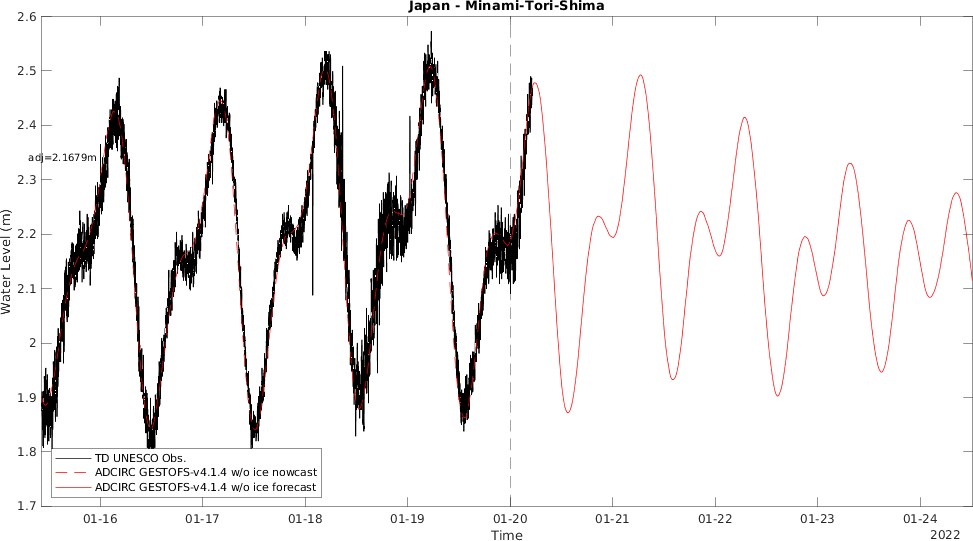 Japan - Minami-Tori-Shima
2.6
2.5
2.4
adj=2.1679m
2.3
2.2
Water Level (m)
2.1
2
1.9
1.8
1.7
TD UNESCO Obs.
ADCIRC GESTOFS-v4.1.4 w/o ice nowcast
ADCIRC GESTOFS-v4.1.4 w/o ice forecast
01-16 01-17 01-18 01-19 01-20 01-21 01-22 01-23 01-24
Time
2022